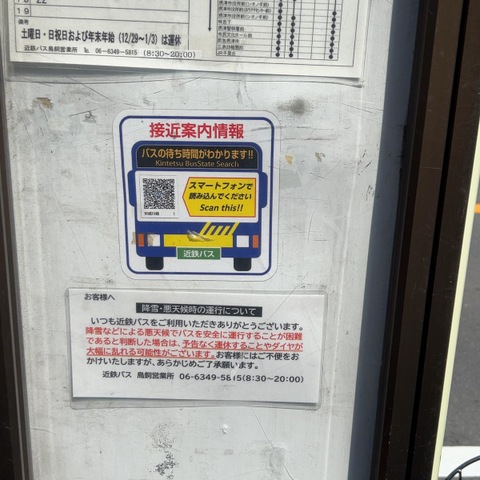 19
備考
土曜日・日祝日および年末年始（12/29～1/3）は運休
近鉄バス鳥飼営業所 ℡ 06-6349-5815 (8:30～20:00)
接近案内情報
バスの待ち時間がわかります!!
Kintetsu BusState Search
スマートフォンで
読み込んでください
Scan this!!
近鉄バス
お客様へ
降雪・悪天候時の運行について
いつも近鉄バスをご利用いただきありがとうございます。
降雪などによる悪天候でバスを安全に運行することが困難
であると判断した場合は、予告なく運休することやダイヤが
大幅に乱れる可能性がございます。お客様にはご不便をお
かけいたしますが、あらかじめご了承願います。
近鉄バス 鳥飼営業所 06-6349-5815(8:30～20:00)